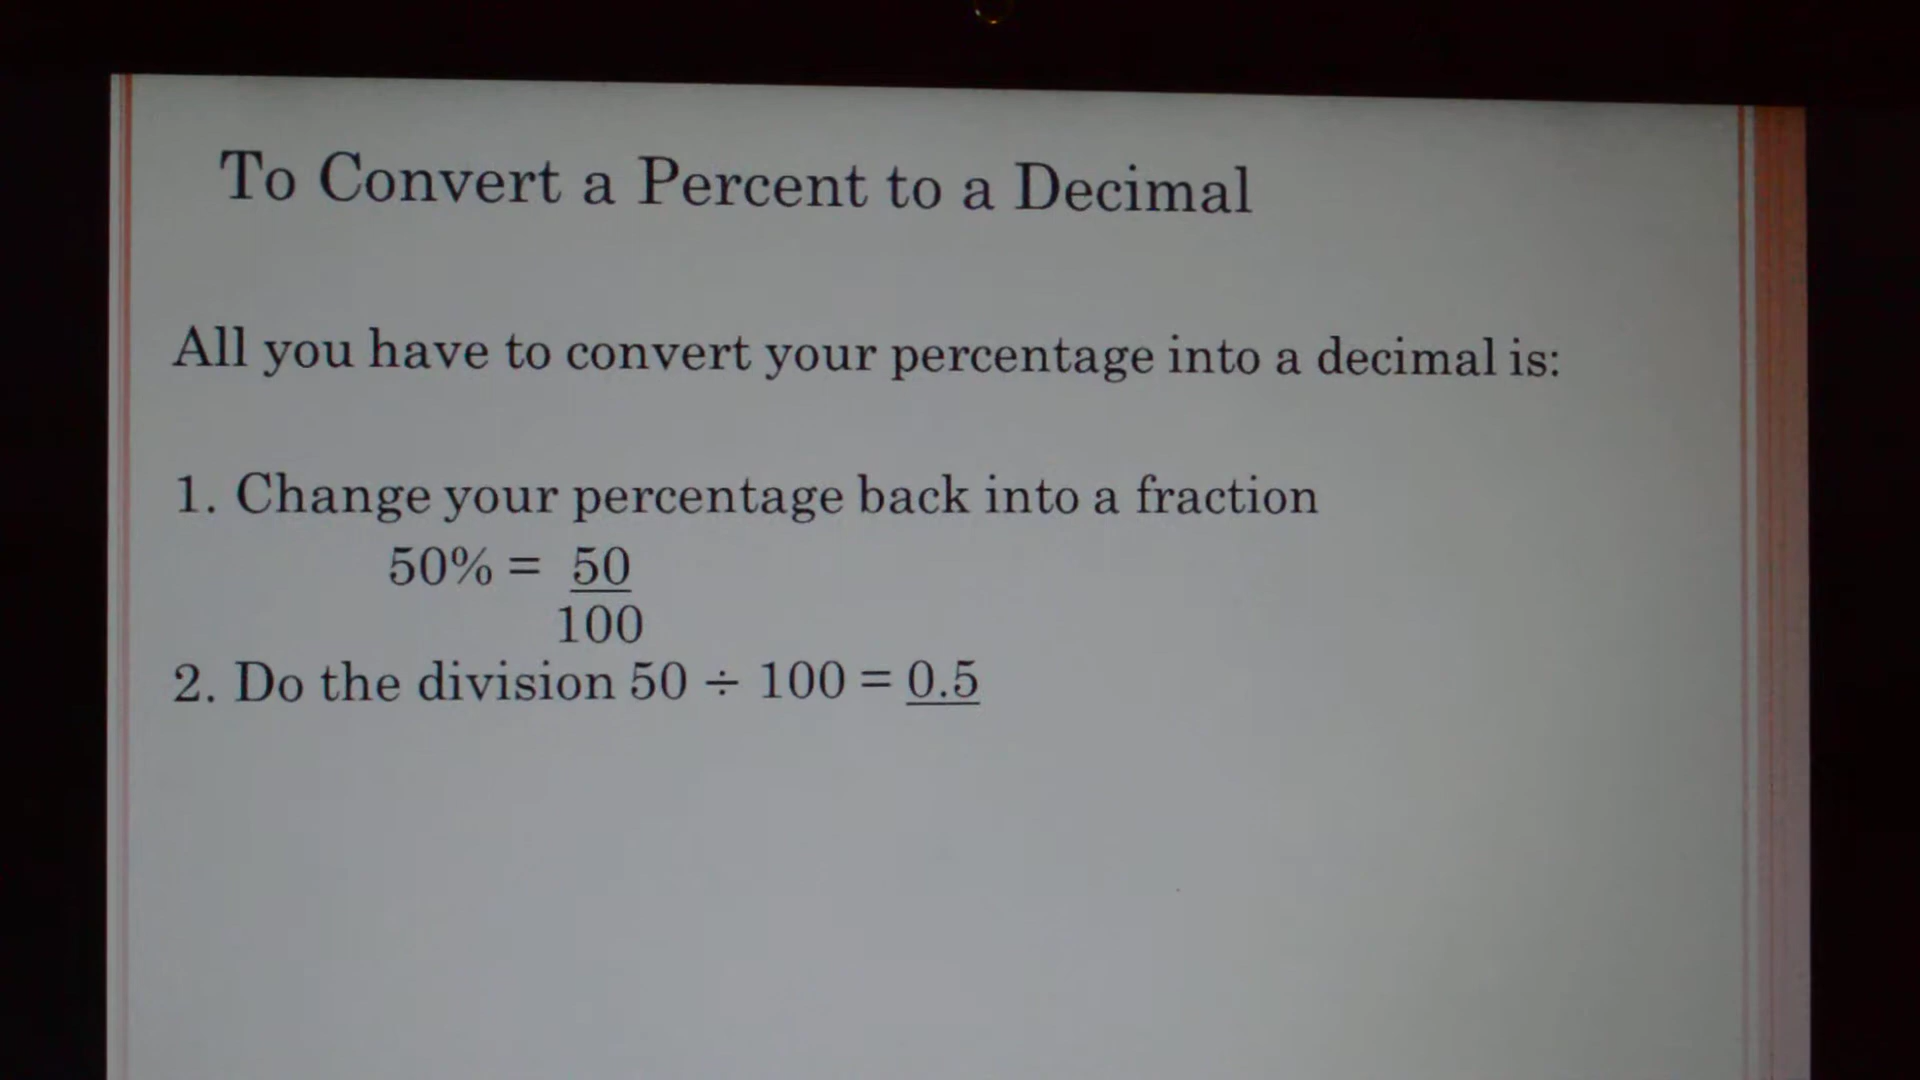 To Convert a Percent to a Decimal
All you have to convert your percentage into a decimal is:
1. Change your percentage back into a fraction
50% = 50
100
2. Do the division 50 ÷ 100 = 0.5